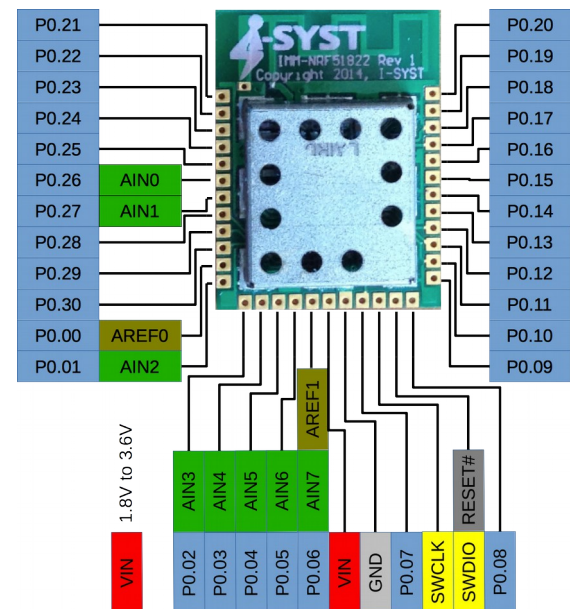 i-SYST
IMM-NRF51822 Rev 1
Copyright 2014, I-SYST
LAIRD
P0.21
P0.22
P0.23
P0.24
P0.25
P0.26 AIN0
P0.27 AIN1
P0.28
P0.29
P0.30
P0.00 AREF0
P0.01 AIN2
P0.20
P0.19
P0.18
P0.17
P0.16
P0.15
P0.14
P0.13
P0.12
P0.11
P0.10
P0.09
1.8V to 3.6V
VIN
AIN3
P0.02
AIN4
P0.03
AIN5
P0.04
AIN6
P0.05
AREF1
AIN7
P0.06
VIN
GND
P0.07
SWCLK
RESET#
SWDIO
P0.08